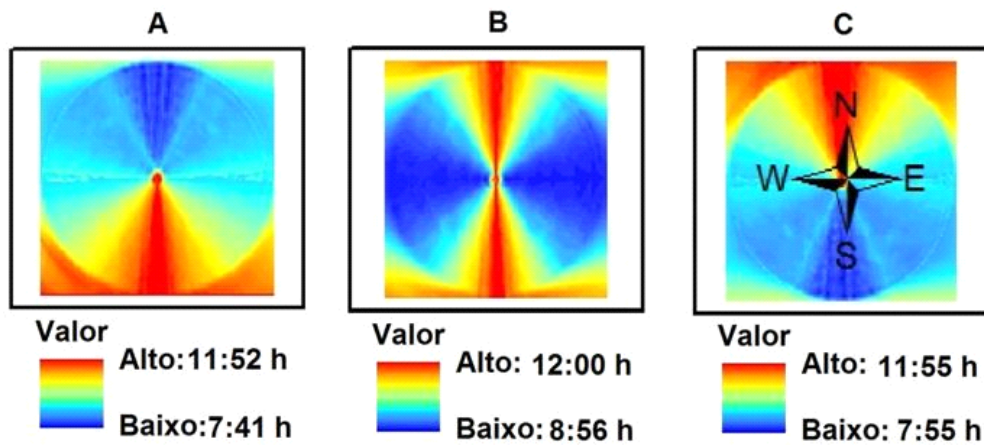 A
B
C
N
W E
S
Valor
Alto:11:52 h
Baixo:7:41 h
Valor
Alto: 12:00 h
Baixo:8:56 h
Valor
Alto: 11:55 h
Baixo: 7:55 h